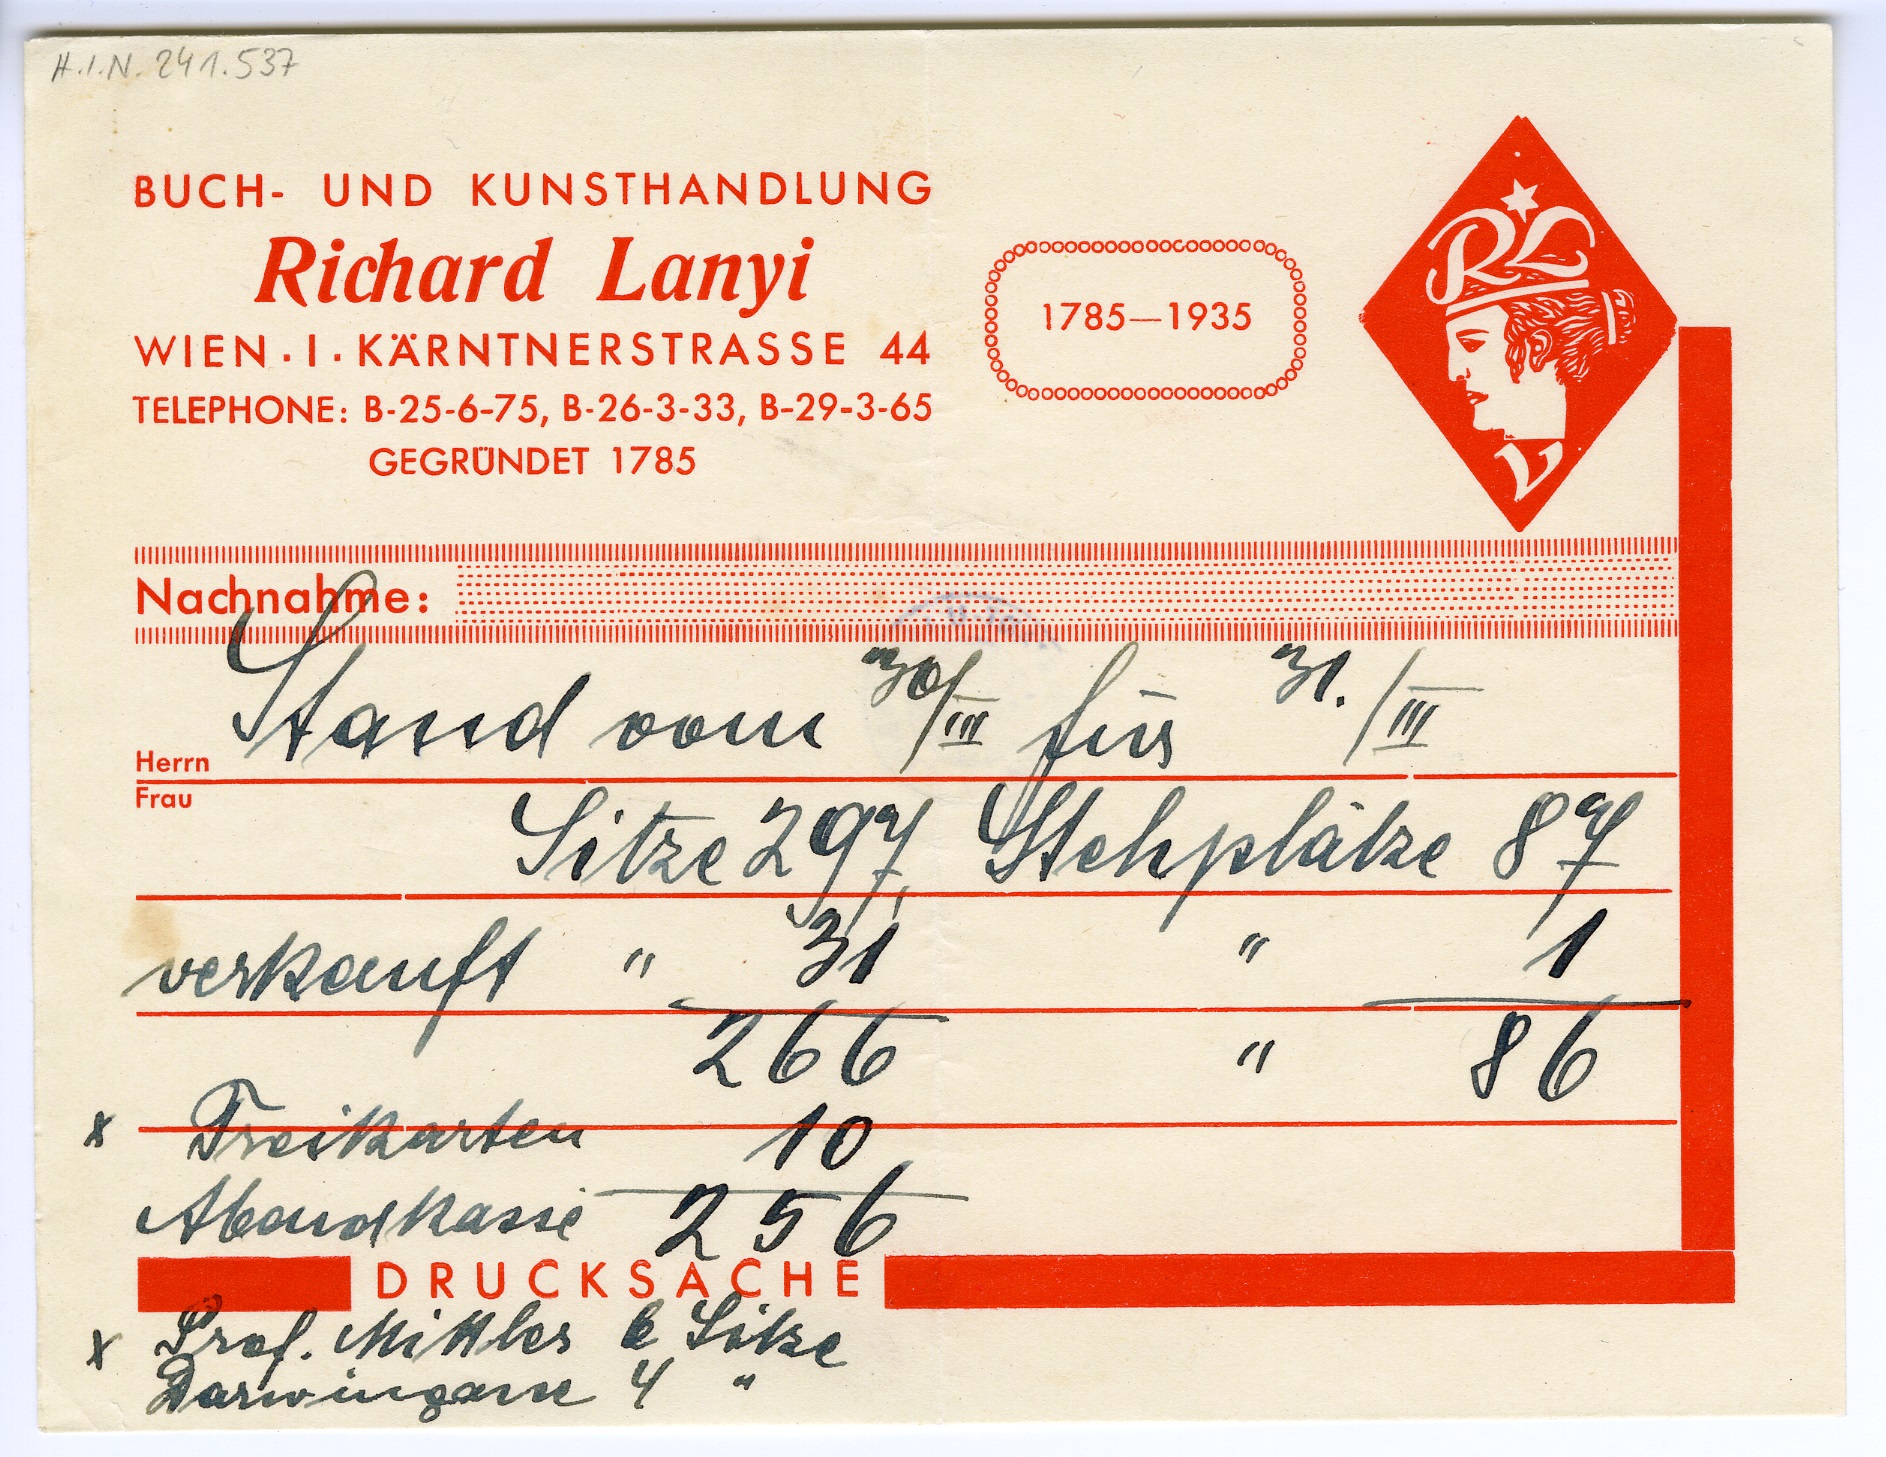 H.I.N. 241.537
BUCH- UND KUNSTHANDLUNG
Richard Lanyi
WIEN · I · KÄRNTNERSTRASSE 44
TELEPHONE: B-25-6-75, B-26-3-33, B-29-3-65
GEGRÜNDET 1785
1785—1935
RL
V
Nachnahme:
Stand vom 30/III für 31./III
Herrn
Frau
Sitze 297, Stehplätze 87
verkauft " 31 " 1
266 " 86
x Freikarten 10
Abendkasse 256
DRUCKSACHE
x Prof. Mittler 6 Sitze
Darwingasse 4 "